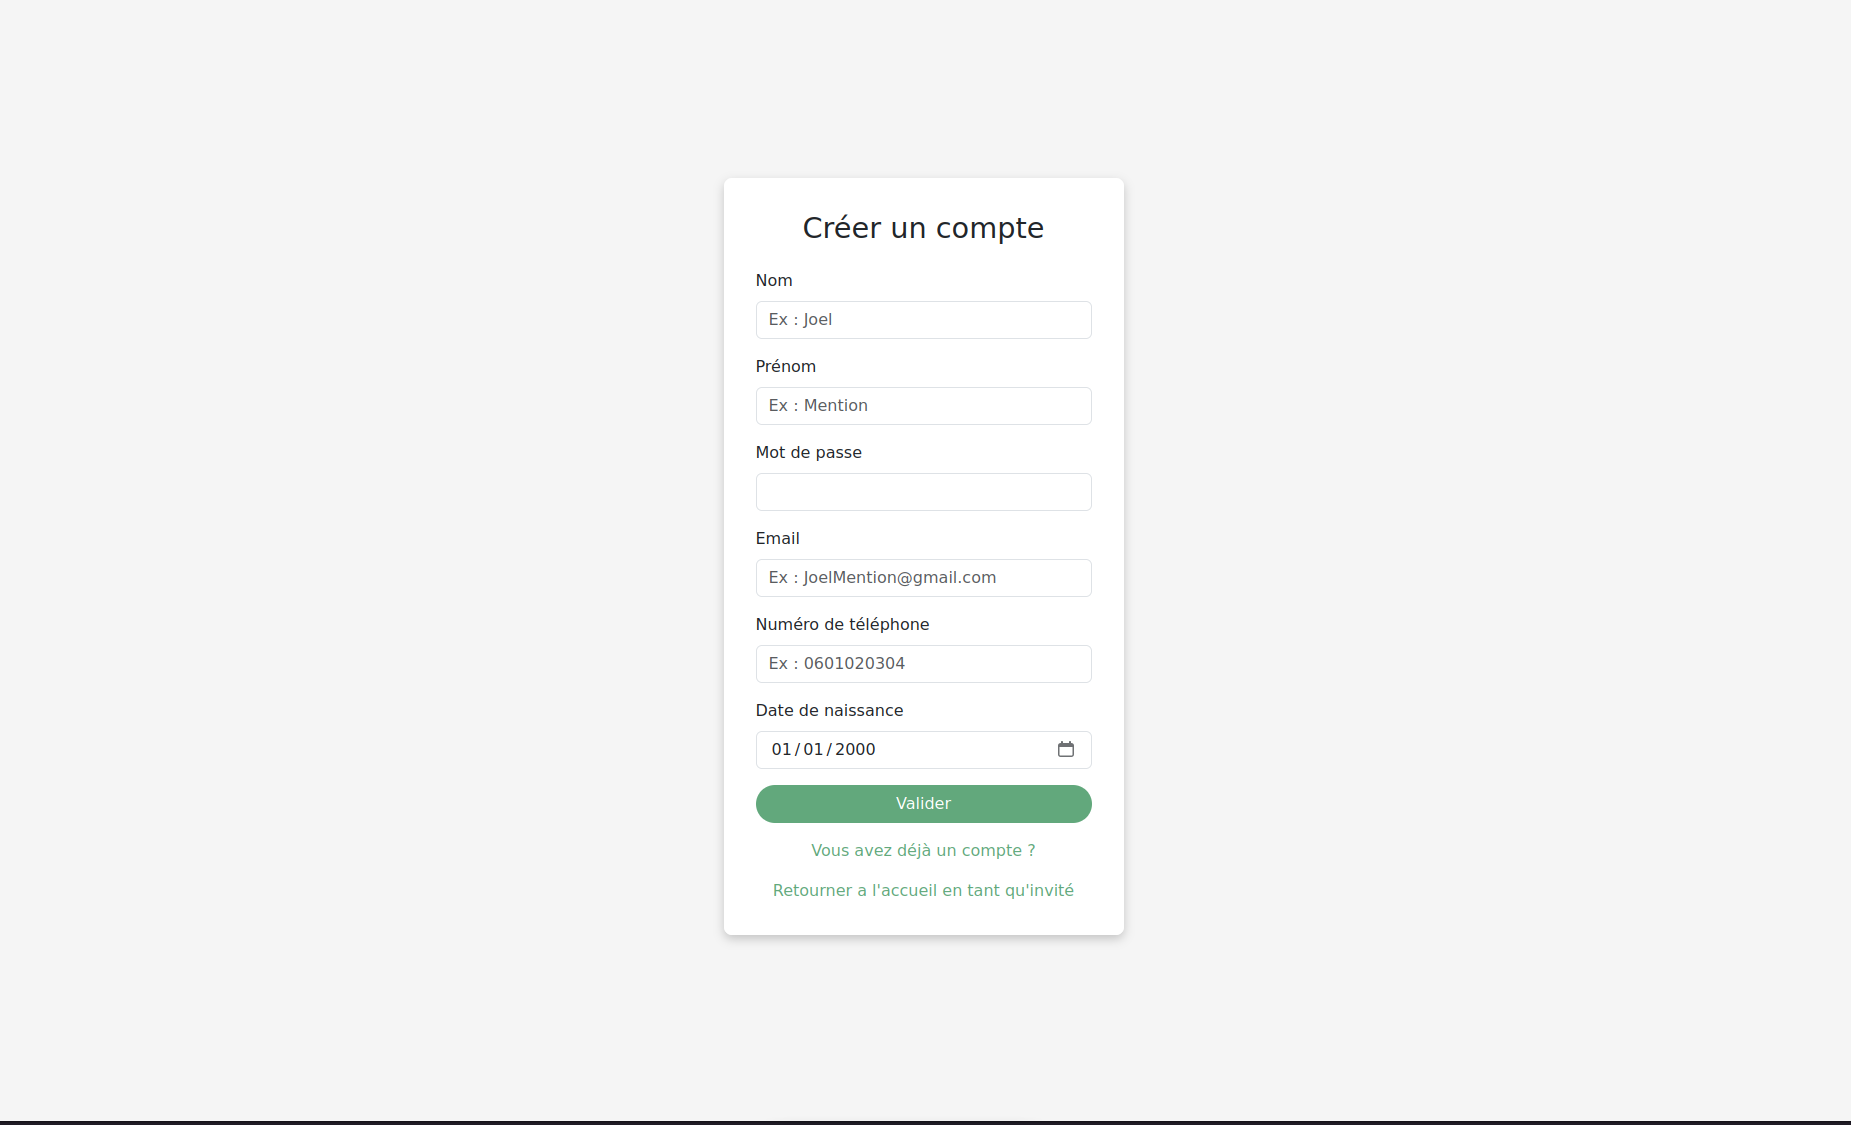 Créer un compte
Nom
Ex : Joel
Prénom
Ex : Mention
Mot de passe
Email
Ex : JoelMention@gmail.com
Numéro de téléphone
Ex : 0601020304
Date de naissance
01/01/2000
Valider
Vous avez déjà un compte ?
Retourner a l'accueil en tant qu'invité